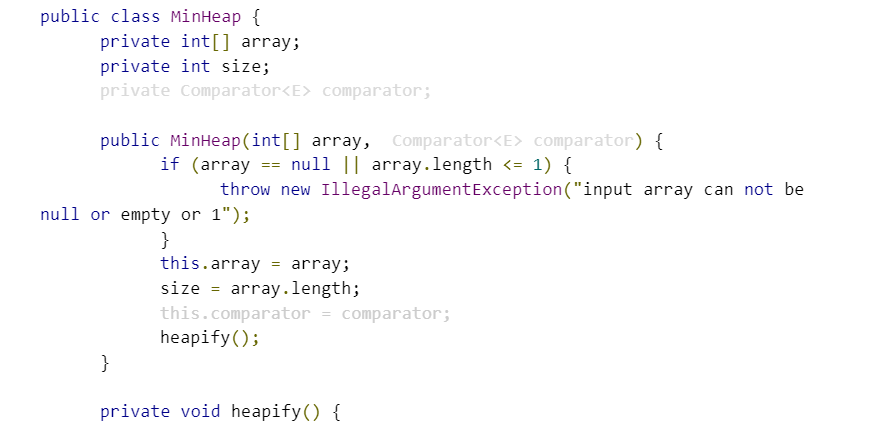 public class MinHeap {
private int[] array;
private int size;
private Comparator<E> comparator;
public MinHeap(int[] array,  Comparator<E> comparator) {
if (array == null || array.length <= 1) {
throw new IllegalArgumentException("input array can not be
null or empty or 1");
}
this.array = array;
size = array.length;
this.comparator = comparator;
heapify();
}
private void heapify() {